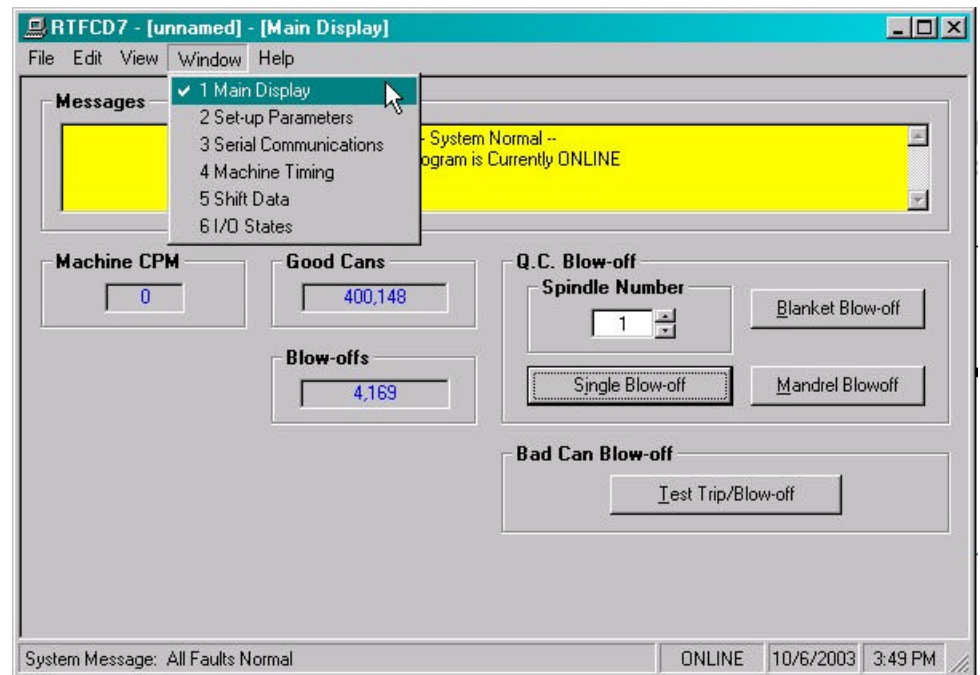 RTFCD7 - [unnamed] - [Main Display]
File Edit View Window Help
1 Main Display
2 Set-up Parameters
3 Serial Communications
4 Machine Timing
5 Shift Data
6 I/O States
Messages
- System Normal --
ogram is Currently ONLINE
Machine CPM
0
Good Cans
400,148
Blow-offs
4,169
Q.C. Blow-off
Spindle Number
1
Blanket Blow-off
Single Blow-off
Mandrel Blowoff
Bad Can Blow-off
Test Trip/Blow-off
System Message: All Faults Normal
ONLINE
10/6/2003
3:49 PM